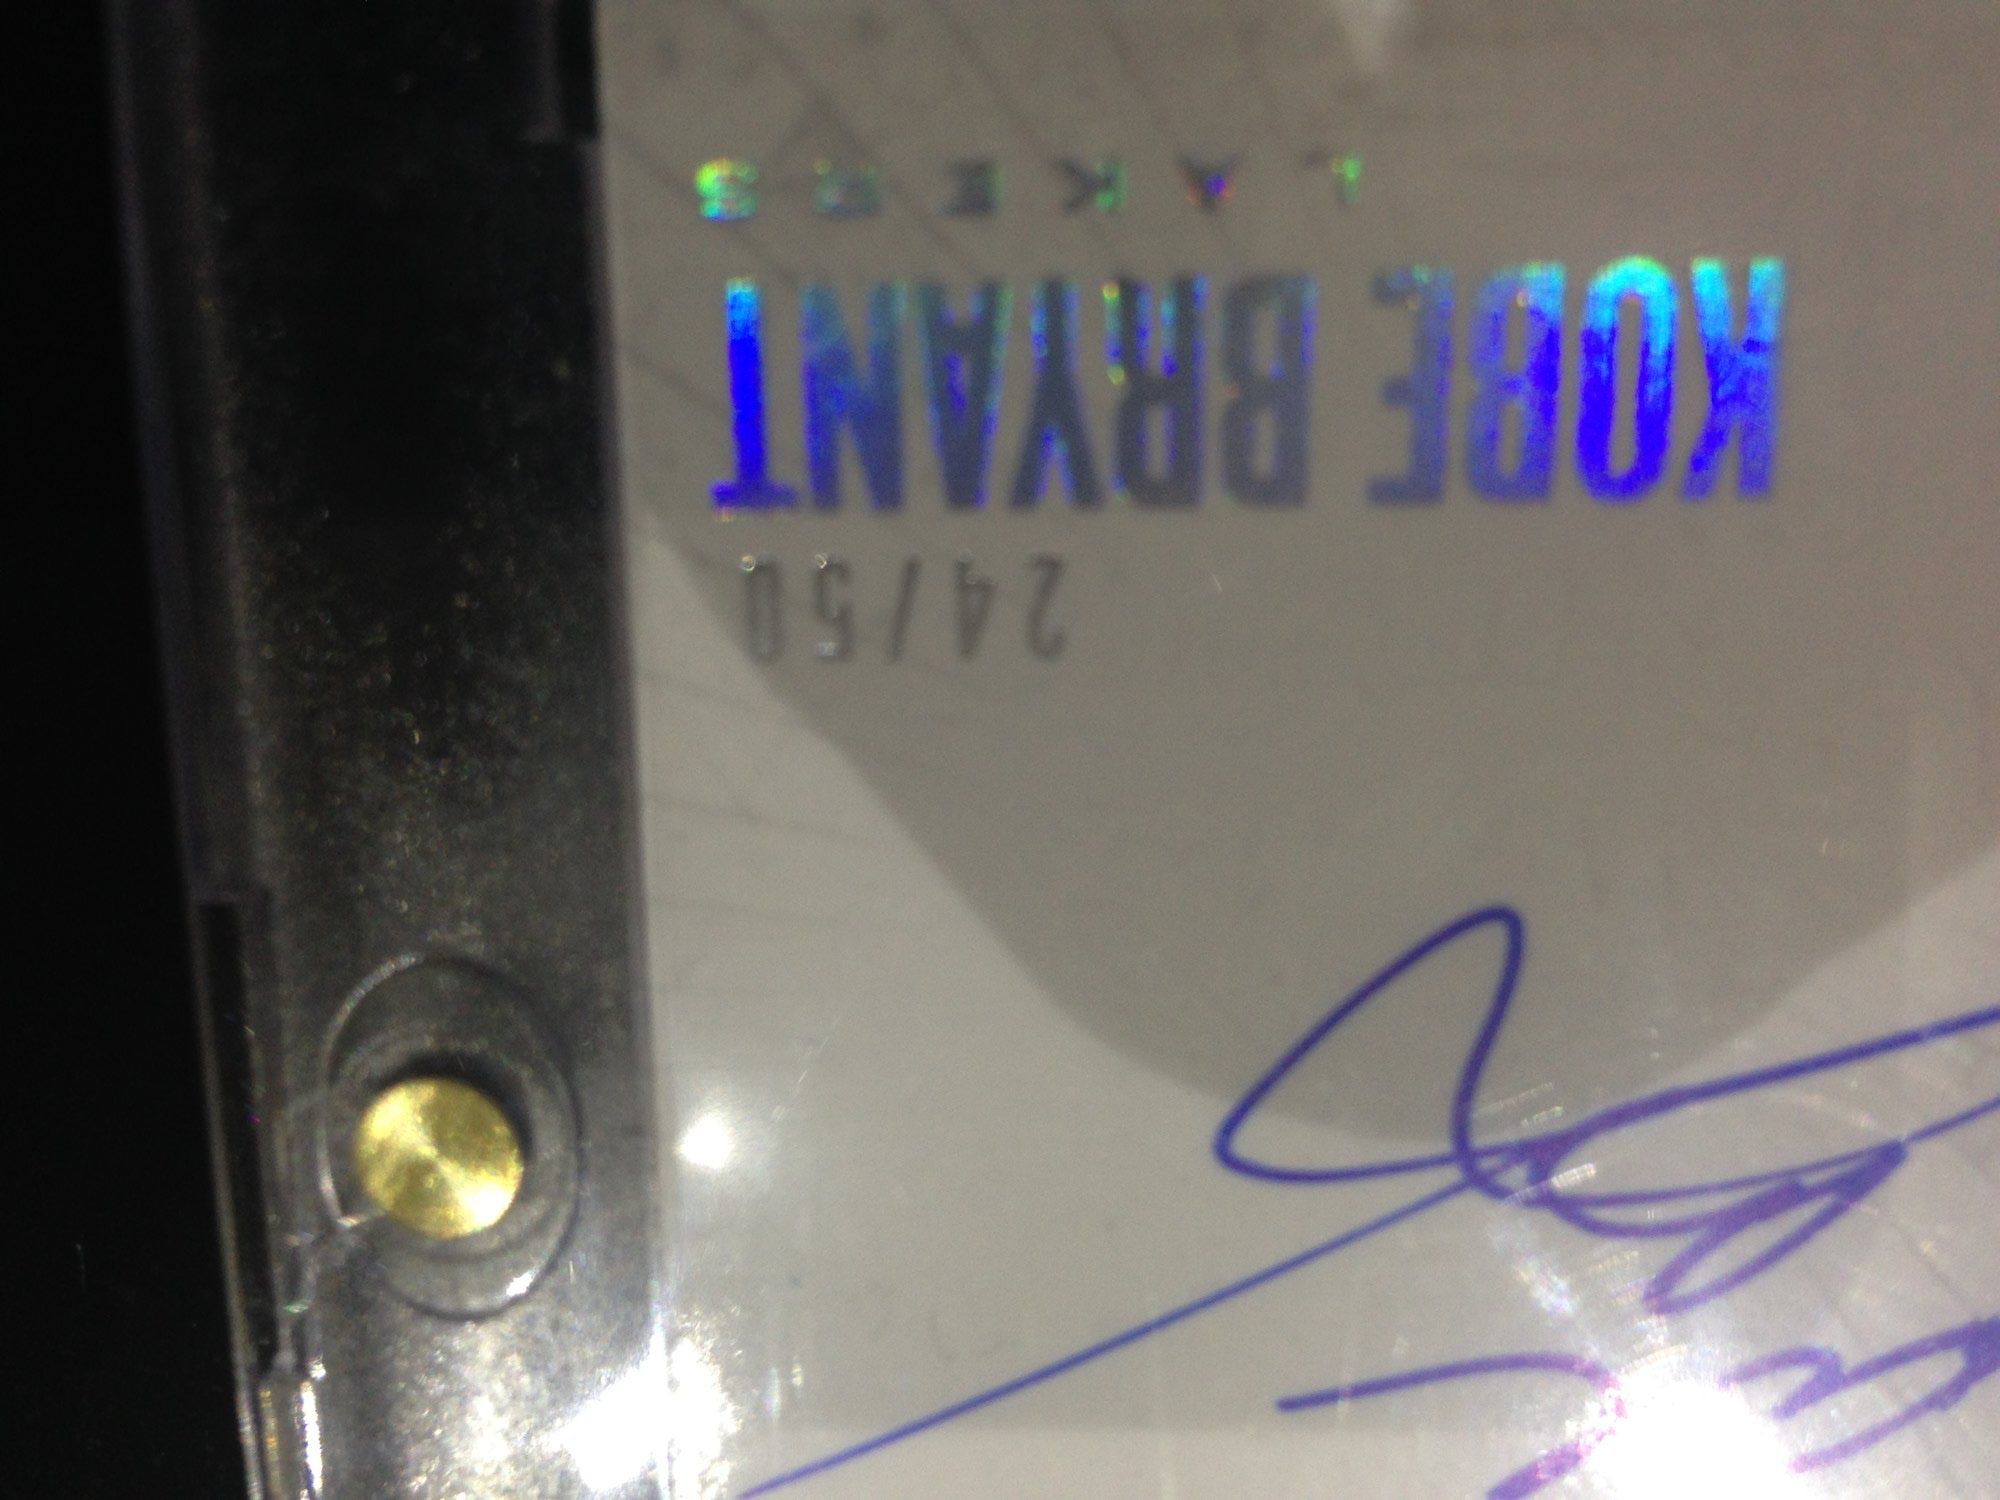 24/50
KOBE BRYANT
LAKERS